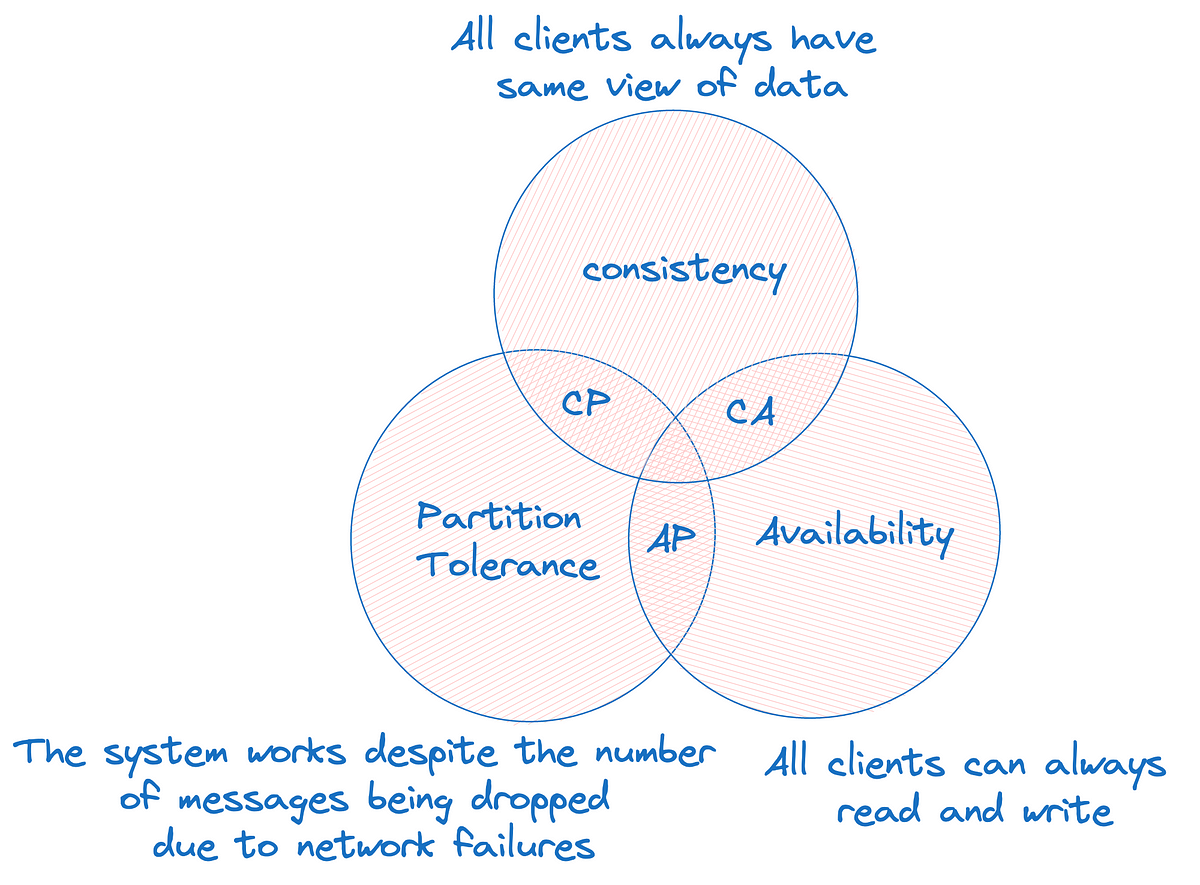 All clients always have
same view of data
consistency
CP
CA
Partition
Tolerance
AP
Availability
The system works despite the number
of messages being dropped
due to network failures
All clients can always
read and write